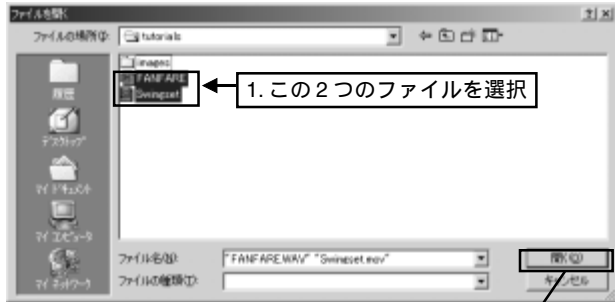 ファイルを開く
ファイルの場所(I):
tutorials
images
FANFARE
Swingset
1. この２つのファイルを選択
履歴
デスクトップ
マイ ドキュメント
マイ コンピュータ
マイ ネットワーク
ファイル名(N):
"FANFARE.WAV" "Swingset.mov"
開く(O)
ファイルの種類(T):
キャンセル